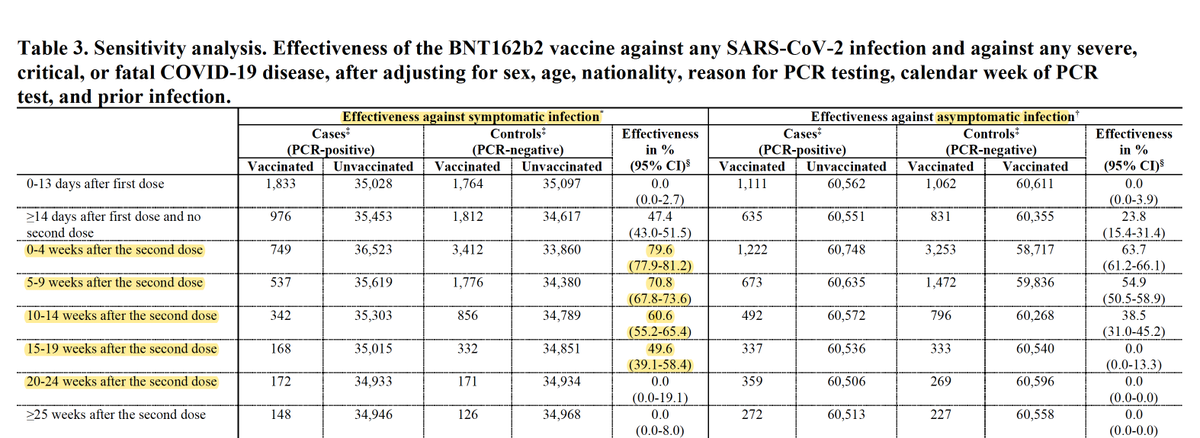 Table 3. Sensitivity analysis. Effectiveness of the BNT162b2 vaccine against any SARS-CoV-2 infection and against any severe,
critical, or fatal COVID-19 disease, after adjusting for sex, age, nationality, reason for PCR testing, calendar week of PCR
test, and prior infection.
Effectiveness against symptomatic infection* Effectiveness against asymptomatic infection†
Cases‡ Controls‡ Effectiveness Cases‡ Controls‡ Effectiveness
(PCR-positive) (PCR-negative) in % (PCR-positive) (PCR-negative) in %
Vaccinated Unvaccinated Vaccinated Unvaccinated (95% CI)§ Vaccinated Unvaccinated Vaccinated Vaccinated (95% CI)§
0-13 days after first dose 1,833 35,028 1,764 35,097 0.0 1,111 60,562 1,062 60,611 0.0
(0.0-2.7) (0.0-3.9)
≥14 days after first dose and no 976 35,453 1,812 34,617 47.4 635 60,551 831 60,355 23.8
second dose (43.0-51.5) (15.4-31.4)
0-4 weeks after the second dose 749 36,523 3,412 33,860 79.6 1,222 60,748 3,253 58,717 63.7
(77.9-81.2) (61.2-66.1)
5-9 weeks after the second dose 537 35,619 1,776 34,380 70.8 673 60,635 1,472 59,836 54.9
(67.8-73.6) (50.5-58.9)
10-14 weeks after the second dose 342 35,303 856 34,789 60.6 492 60,572 796 60,268 38.5
(55.2-65.4) (31.0-45.2)
15-19 weeks after the second dose 168 35,015 332 34,851 49.6 337 60,536 333 60,540 0.0
(39.1-58.4) (0.0-13.3)
20-24 weeks after the second dose 172 34,933 171 34,934 0.0 359 60,506 269 60,596 0.0
(0.0-19.1) (0.0-0.0)
≥25 weeks after the second dose 148 34,946 126 34,968 0.0 272 60,513 227 60,558 0.0
(0.0-8.0) (0.0-0.0)